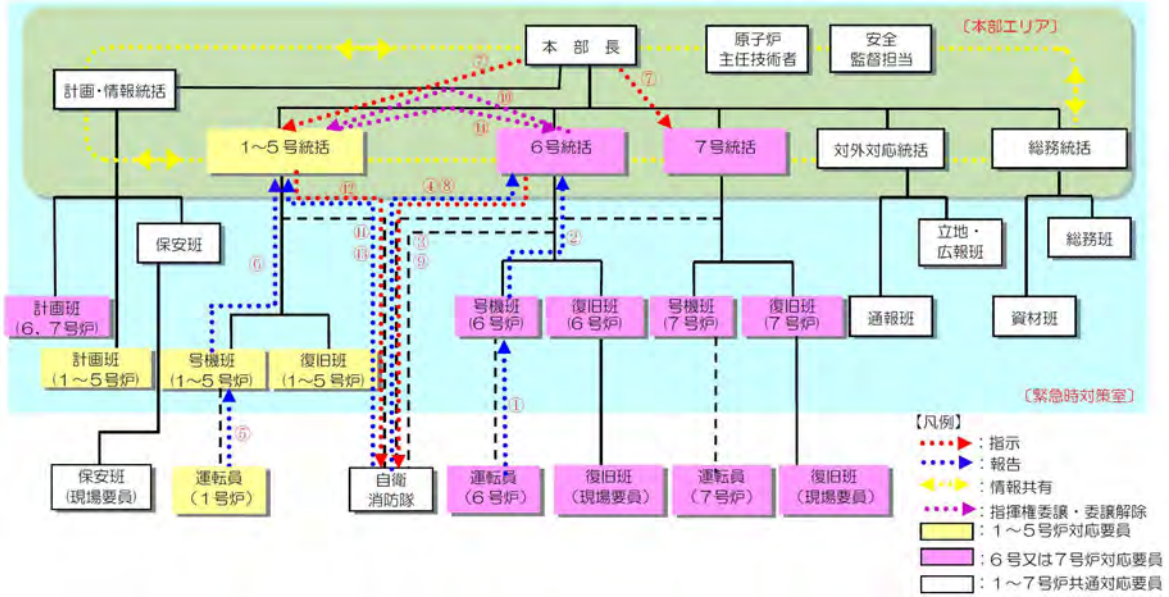 〔本部エリア〕
本 部 長
原子炉
主任技術者
安全
監督担当
計画・情報統括
⑦
⑦
⑩
⑭
1～5号統括
6号統括
7号統括
対外対応統括
総務統括
⑫
④⑧
⑪
⑬
③
⑨
②
⑥
保安班
立地・
広報班
総務班
計画班
(6、7号炉)
号機班
(6号炉)
復旧班
(6号炉)
号機班
(7号炉)
復旧班
(7号炉)
通報班
資材班
計画班
(1～5号炉)
号機班
(1～5号炉)
復旧班
(1～5号炉)
〔緊急時対策室〕
①
⑤
保安班
(現場要員)
運転員
(1号炉)
自衛
消防隊
運転員
(6号炉)
復旧班
(現場要員)
運転員
(7号炉)
復旧班
(現場要員)
【凡例】
：指示
：報告
：情報共有
：指揮権委譲・委譲解除
：1～5号炉対応要員
：6号又は7号炉対応要員
：1～7号炉共通対応要員